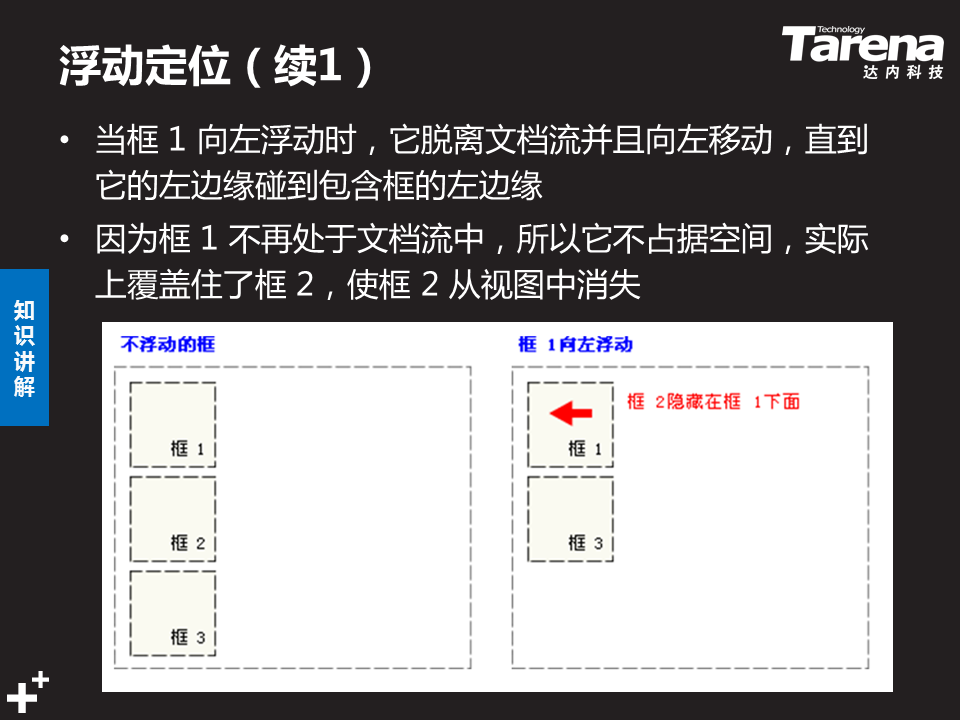 浮动定位（续1）
Technology
Tarena
达内科技
• 当框 1 向左浮动时，它脱离文档流并且向左移动，直到
它的左边缘碰到包含框的左边缘
• 因为框 1 不再处于文档流中，所以它不占据空间，实际
上覆盖住了框 2，使框 2 从视图中消失
知
识
讲
解
不浮动的框
框 1
框 2
框 3
框 1向左浮动
框 2隐藏在框 1下面
框 1
框 3